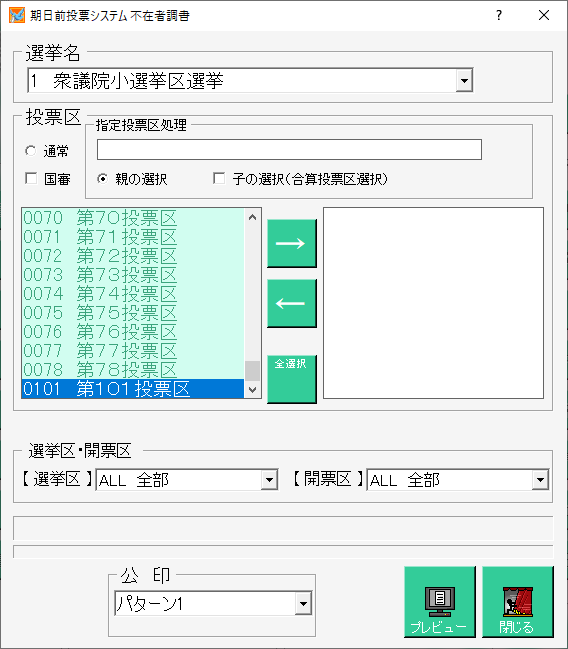 期日前投票システム 不在者調書
選挙名
1 衆議院小選挙区選挙
投票区
指定投票区処理
通常
国審
親の選択
子の選択(合算投票区選択)
0070 第70投票区
0071 第71投票区
0072 第72投票区
0073 第73投票区
0074 第74投票区
0075 第75投票区
0076 第76投票区
0077 第77投票区
0078 第78投票区
0101 第101投票区
→
←
全選択
選挙区・開票区
【 選挙区 】 ALL 全部
【 開票区 】 ALL 全部
公 印
パターン1
プレビュー
閉じる